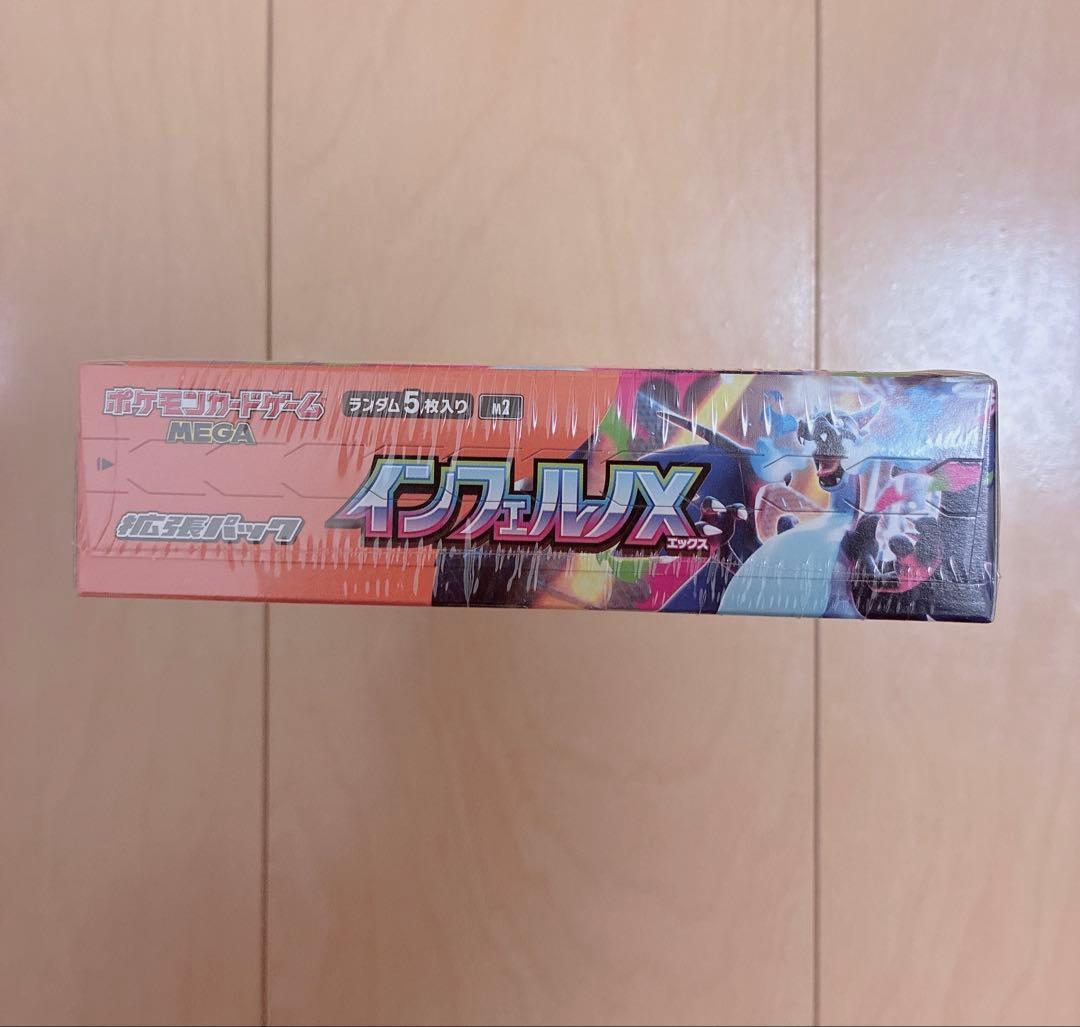 ポケモンカードゲーム
MEGA
ランダム5枚入り M2
拡張パック
インフェルノX
エックス